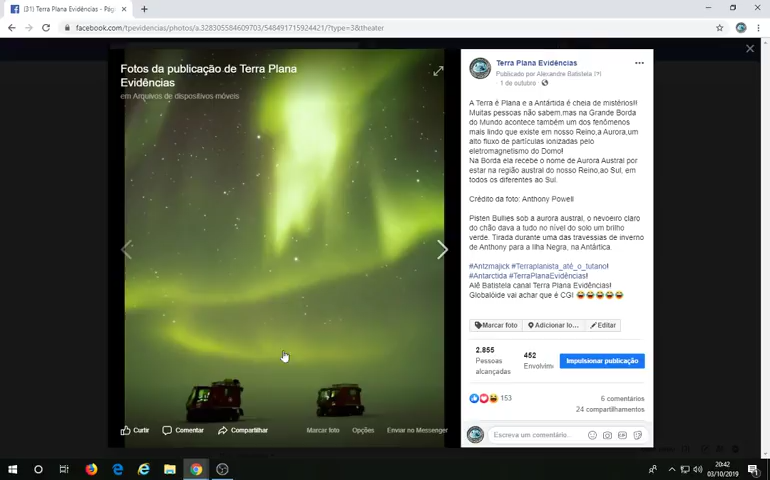 (31) Terra Plana Evidências - Pág
facebook.com/tpevidencias/photos/a.328305584609703/548491715924421/?type=3&theater
Fotos da publicação de Terra Plana
Evidências
em Arquivos de dispositivos móveis
Curtir
Comentar
Compartilhar
Marcar foto
Opções
Enviar no Messenger
Terra Plana Evidências
Publicado por Alexandre Batistela [?]
1 de outubro
A Terra é Plana e a Antártida é cheia de mistérios!!
Muitas pessoas não sabem,mas na Grande Borda
do Mundo acontece também um dos fenômenos
mais lindo que existe em nosso Reino,a Aurora,um
alto fluxo de partículas ionizadas pelo
eletromagnetismo do Domo!
Na Borda ela recebe o nome de Aurora Austral por
estar na região austral do nosso Reino,ao Sul, em
todos os diferentes ao Sul.
Crédito da foto: Anthony Powell
Pisten Bullies sob a aurora austral, o nevoeiro claro
do chão dava a tudo no nível do solo um brilho
verde. Tirada durante uma das travessias de inverno
de Anthony para a Ilha Negra, na Antártica.
#Antzmajick #Terraplanista_até_o_tutano!
#Antarctida #TerraPlanaEvidências!
Alê Batistela canal Terra Plana Evidências!
Globalóide vai achar que é CGI
Marcar foto
Adicionar lo...
Editar
2.855
Pessoas
alcançadas
452
Envolvim
Impulsionar publicação
153
6 comentários
24 compartilhamentos
Escreva um comentário...
20:42
03/10/2019